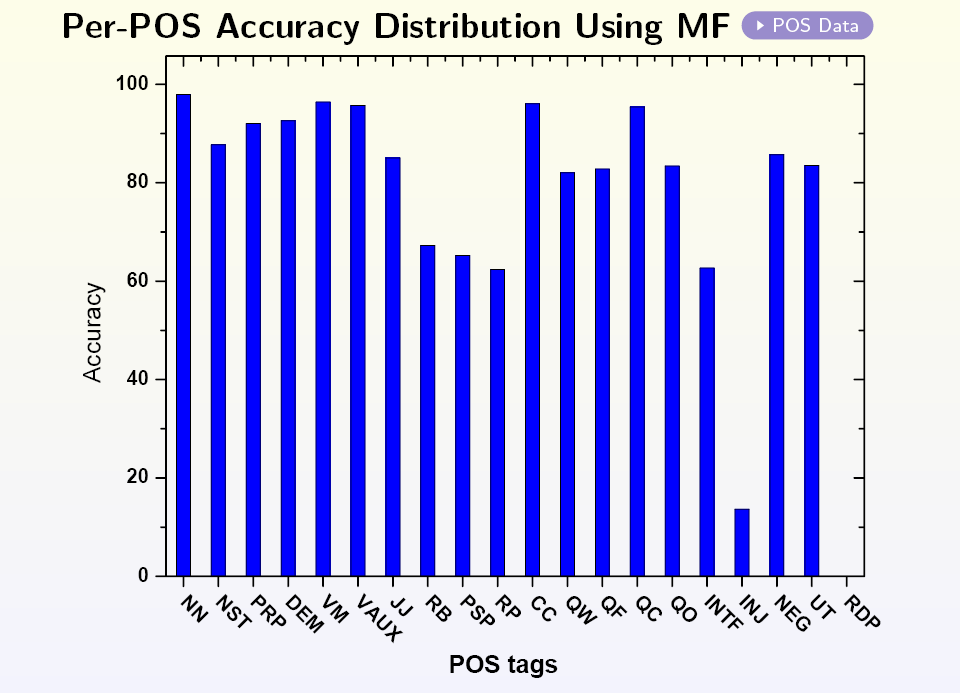 Per-POS Accuracy Distribution Using MF POS Data
100
80
60
40
20
0
Accuracy
NN NST PRP DEM VM VAUX JJ RB PSP RP CC QW QF QC QO INTF INJ NEG UT RDP
POS tags